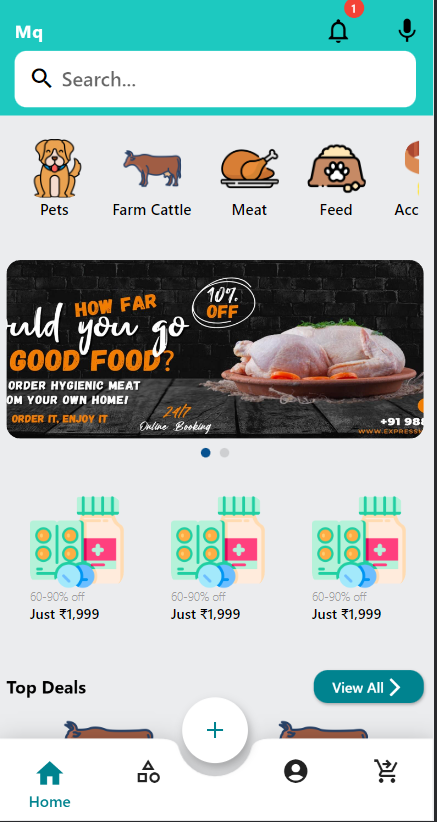 Mq
1
Search...
Pets
Farm Cattle
Meat
Feed
Acc
HOW FAR
uld you go
GOOD FOOD?
10%
OFF
ORDER HYGIENIC MEAT
OM YOUR OWN HOME!
ORDER IT, ENJOY IT
24/7
Online Booking
+91 988
WWW.EXPRESS
60-90% off
Just ₹1,999
60-90% off
Just ₹1,999
60-90% off
Just ₹1,999
Top Deals
View All
Home